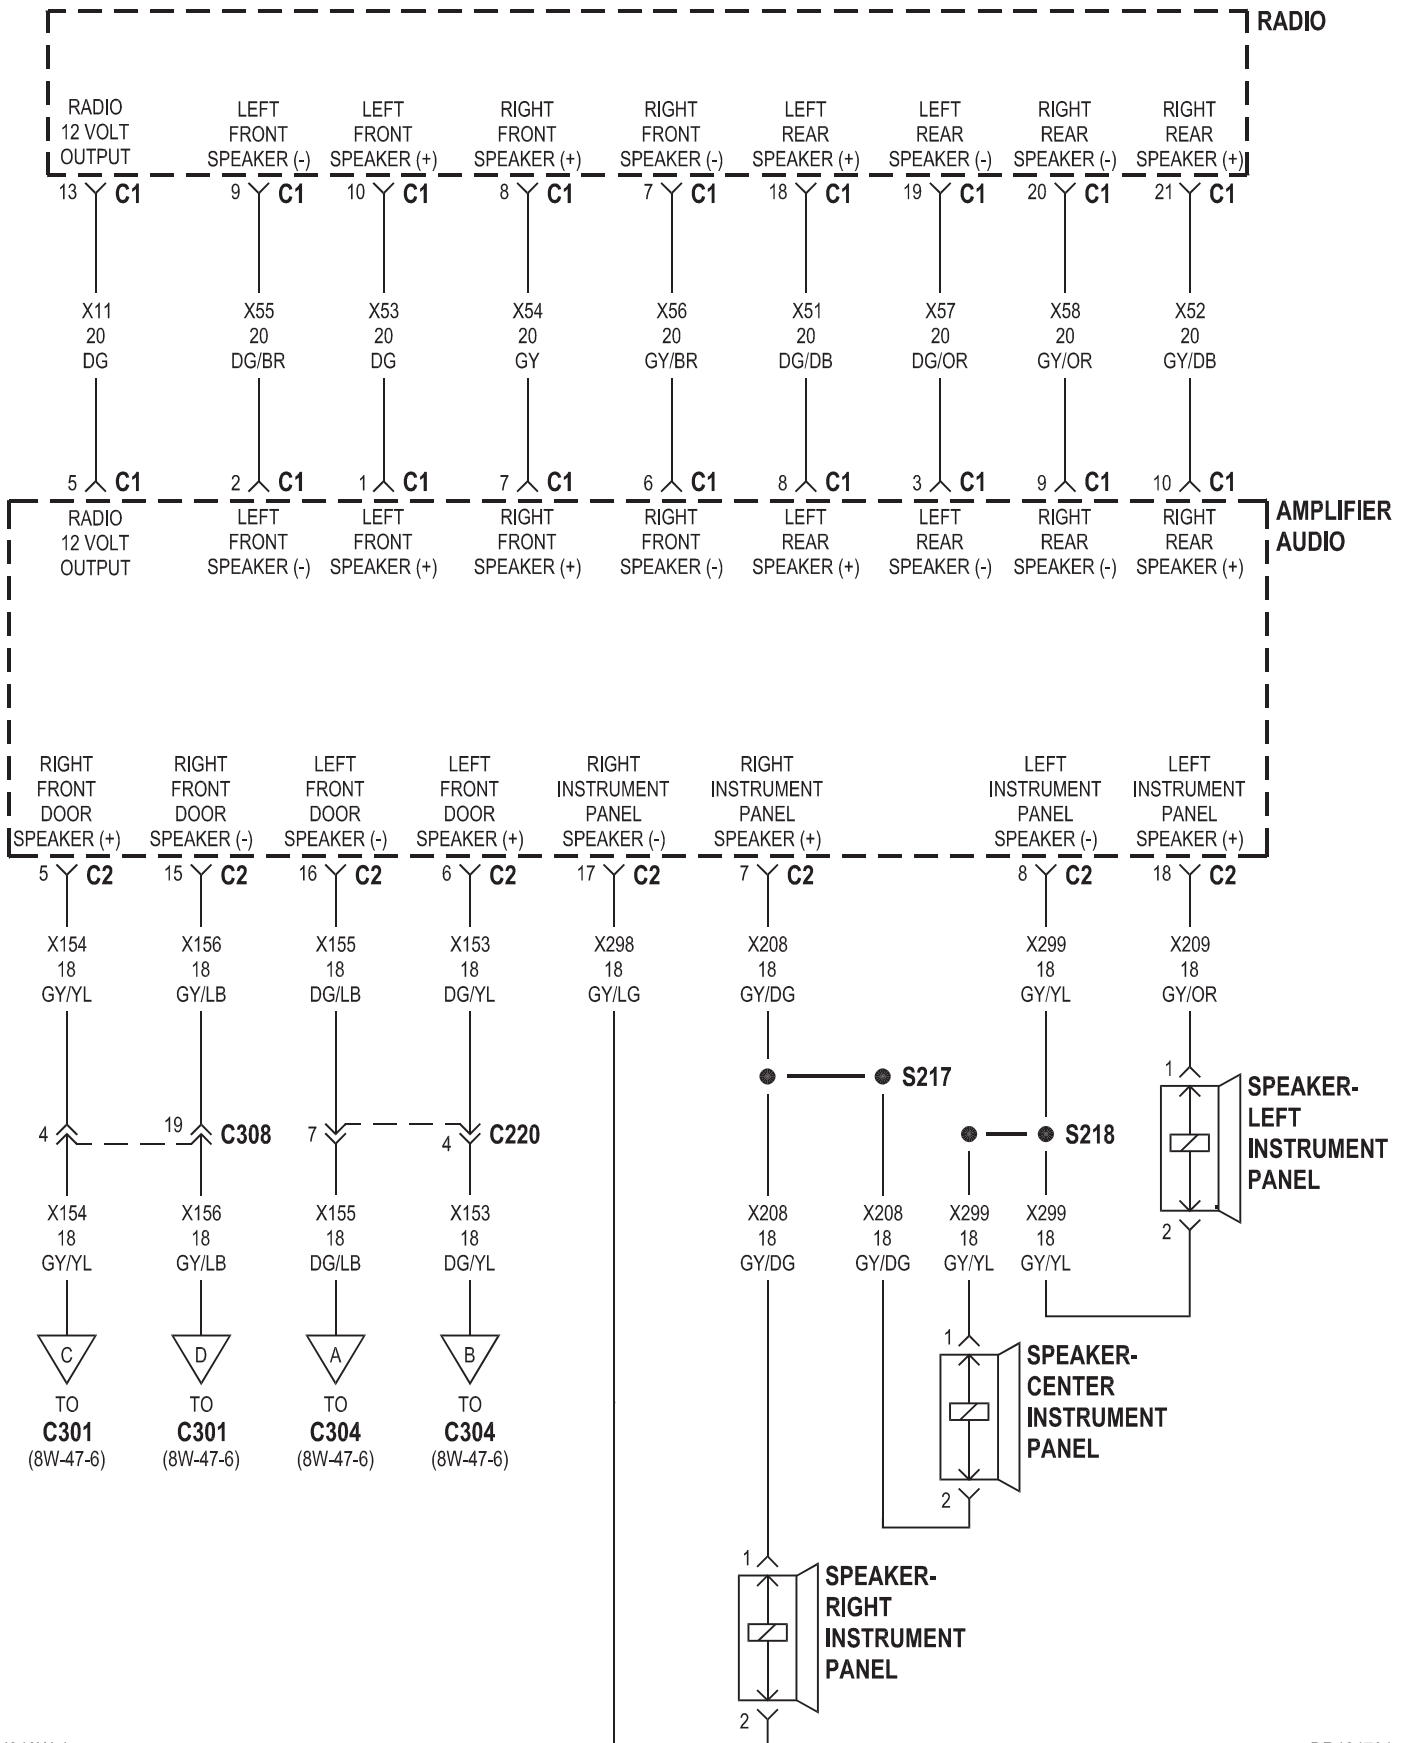 RADIO
RADIO 12 VOLT OUTPUT
LEFT FRONT SPEAKER (-)
LEFT FRONT SPEAKER (+)
RIGHT FRONT SPEAKER (+)
RIGHT FRONT SPEAKER (-)
LEFT REAR SPEAKER (+)
LEFT REAR SPEAKER (-)
RIGHT REAR SPEAKER (-)
RIGHT REAR SPEAKER (+)
13 C1 9 C1 10 C1 8 C1 7 C1 18 C1 19 C1 20 C1 21 C1
X11 X55 X53 X54 X56 X51 X57 X58 X52
20 20 20 20 20 20 20 20 20
DG DG/BR DG GY GY/BR DG/DB DG/OR GY/OR GY/DB
5 C1 2 C1 1 C1 7 C1 6 C1 8 C1 3 C1 9 C1 10 C1
AMPLIFIER
AUDIO
RADIO 12 VOLT OUTPUT
LEFT FRONT SPEAKER (-)
LEFT FRONT SPEAKER (+)
RIGHT FRONT SPEAKER (+)
RIGHT FRONT SPEAKER (-)
LEFT REAR SPEAKER (+)
LEFT REAR SPEAKER (-)
RIGHT REAR SPEAKER (-)
RIGHT REAR SPEAKER (+)
RIGHT FRONT DOOR SPEAKER (+)
RIGHT FRONT DOOR SPEAKER (-)
LEFT FRONT DOOR SPEAKER (-)
LEFT FRONT DOOR SPEAKER (+)
RIGHT INSTRUMENT PANEL SPEAKER (-)
RIGHT INSTRUMENT PANEL SPEAKER (+)
LEFT INSTRUMENT PANEL SPEAKER (-)
LEFT INSTRUMENT PANEL SPEAKER (+)
5 C2 15 C2 16 C2 6 C2 17 C2 7 C2 8 C2 18 C2
X154 X156 X155 X153 X298 X208 X299 X209
18 18 18 18 18 18 18 18
GY/YL GY/LB DG/LB DG/YL GY/LG GY/DG GY/YL GY/OR
S217
1
SPEAKER-
LEFT
INSTRUMENT
PANEL
2
4 19 C308 7 4 C220
S218
X154 X156 X155 X153 X208 X208 X299 X299
18 18 18 18 18 18 18 18
GY/YL GY/LB DG/LB DG/YL GY/DG GY/DG GY/YL GY/YL
C D A B
TO TO TO TO
C301 C301 C304 C304
(8W-47-6) (8W-47-6) (8W-47-6) (8W-47-6)
1
SPEAKER-
CENTER
INSTRUMENT
PANEL
2
1
SPEAKER-
RIGHT
INSTRUMENT
PANEL
2